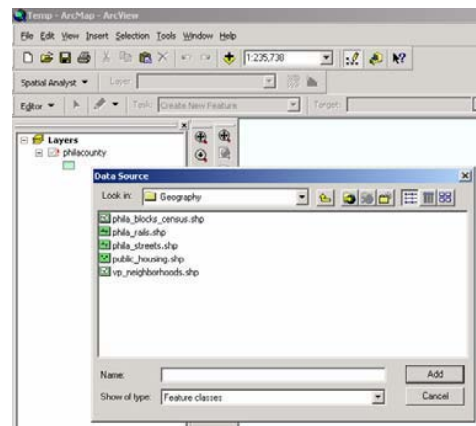 Temp - ArcMap - ArcView
File Edit View Insert Selection Tools Window Help
1:235,738
Spatial Analyst Layer:
Editor Task: Create New Feature Target:
Layers
philacounty
Data Source
Look in: Geography
phila_blocks_census.shp
phila_rails.shp
phila_streets.shp
public_housing.shp
vp_neighborhoods.shp
Name: Add
Show of type: Feature classes Cancel